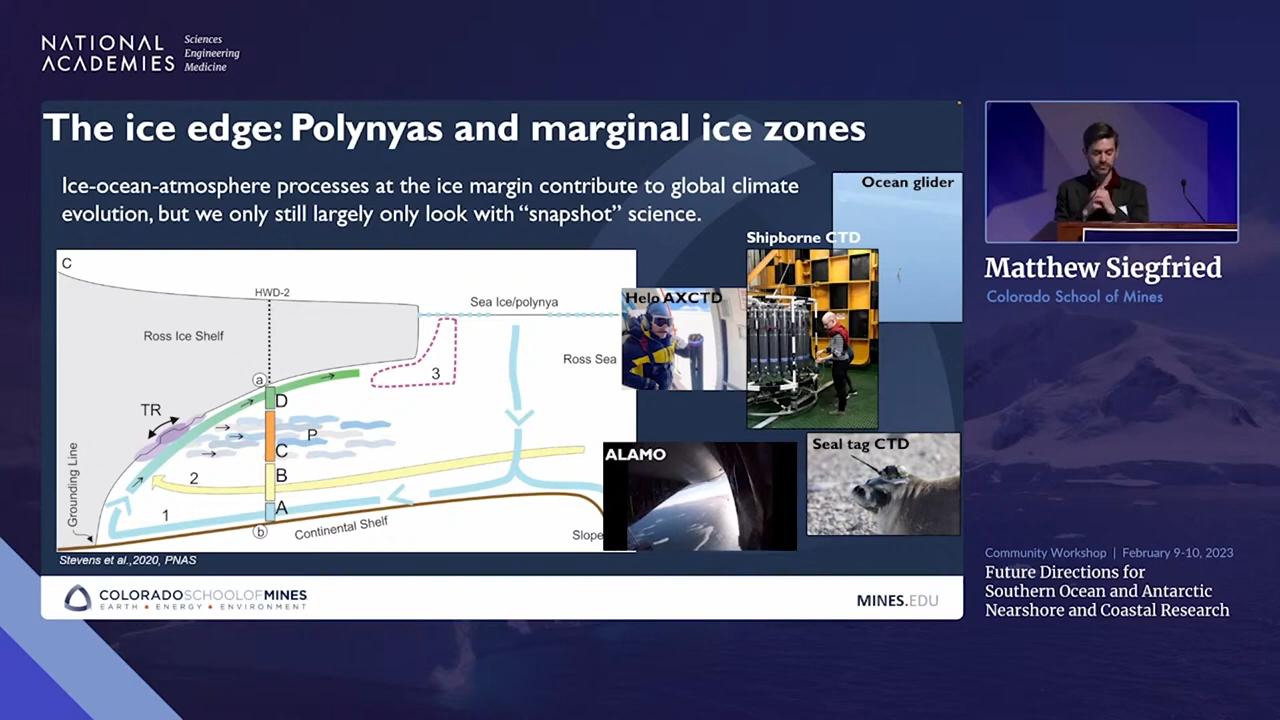 NATIONAL ACADEMIES
Sciences
Engineering
Medicine
The ice edge: Polynyas and marginal ice zones
Ice-ocean-atmosphere processes at the ice margin contribute to global climate
evolution, but we only still largely only look with “snapshot” science.
Ocean glider
Shipborne CTD
Helo AXCTD
ALAMO
Seal tag CTD
C
HWD-2
Sea Ice/polynya
Ross Ice Shelf
Ross Sea
3
a
D
TR
P
C
B
2
A
1
b
Grounding Line
Continental Shelf
Slope
Stevens et al.,2020, PNAS
COLORADOSCHOOLOFMINES
EARTH • ENERGY • ENVIRONMENT
MINES.EDU
Matthew Siegfried
Colorado School of Mines
Community Workshop | February 9-10, 2023
Future Directions for
Southern Ocean and Antarctic
Nearshore and Coastal Research